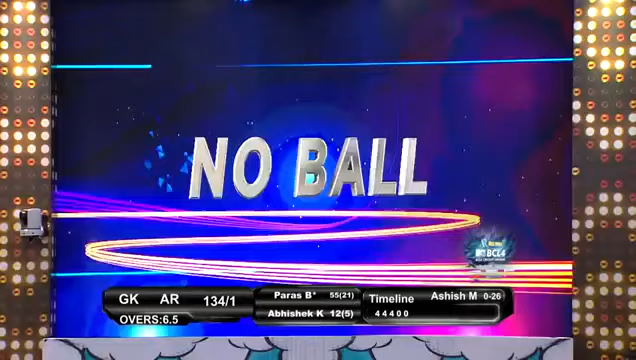 NO BALL
BCL4
GK AR 134/1
OVERS:6.5
Paras B* 55(21)
Abhishek K 12(5)
Timeline Ashish M 0-26
4 4 4 0 0